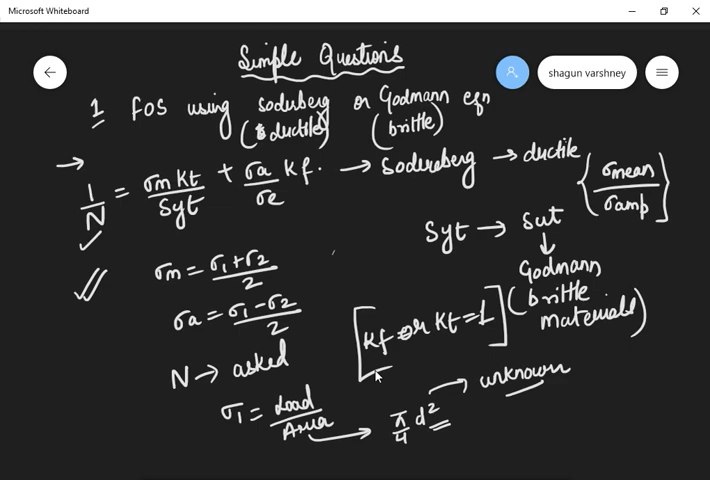 Microsoft Whiteboard
Simple Questions
shagun varshney
1 FOS using Soderberg or Godmann eqn
(ductile) (brittle)
→
1/N = σm Kt/Syt + σa/σe Kf. → Sodereberg → ductile {σmean/σamp}
Syt → Sut
↓
Godmann
(brittle
materials)
σm = σ1+σ2/2
σa = σ1-σ2/2
[Kf or Kt = 1]
N → asked
σ1 = Load/Area → π/4 d² → unknown